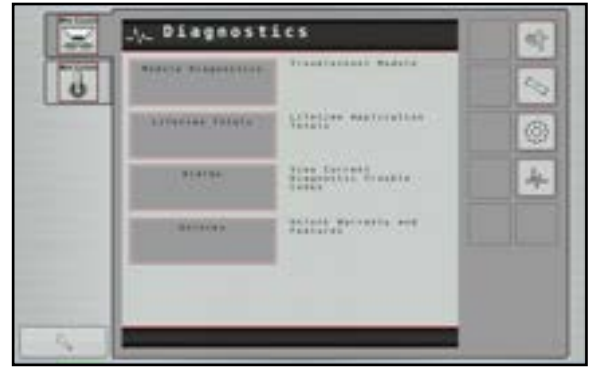 Diagnostics
Module Diagnostics
Troubleshoot Module
Lifetime Totals
Lifetime Application
Totals
Alarms
View Current
Diagnostic Trouble
Codes
Unlocks
Unlock Warranty and
Features